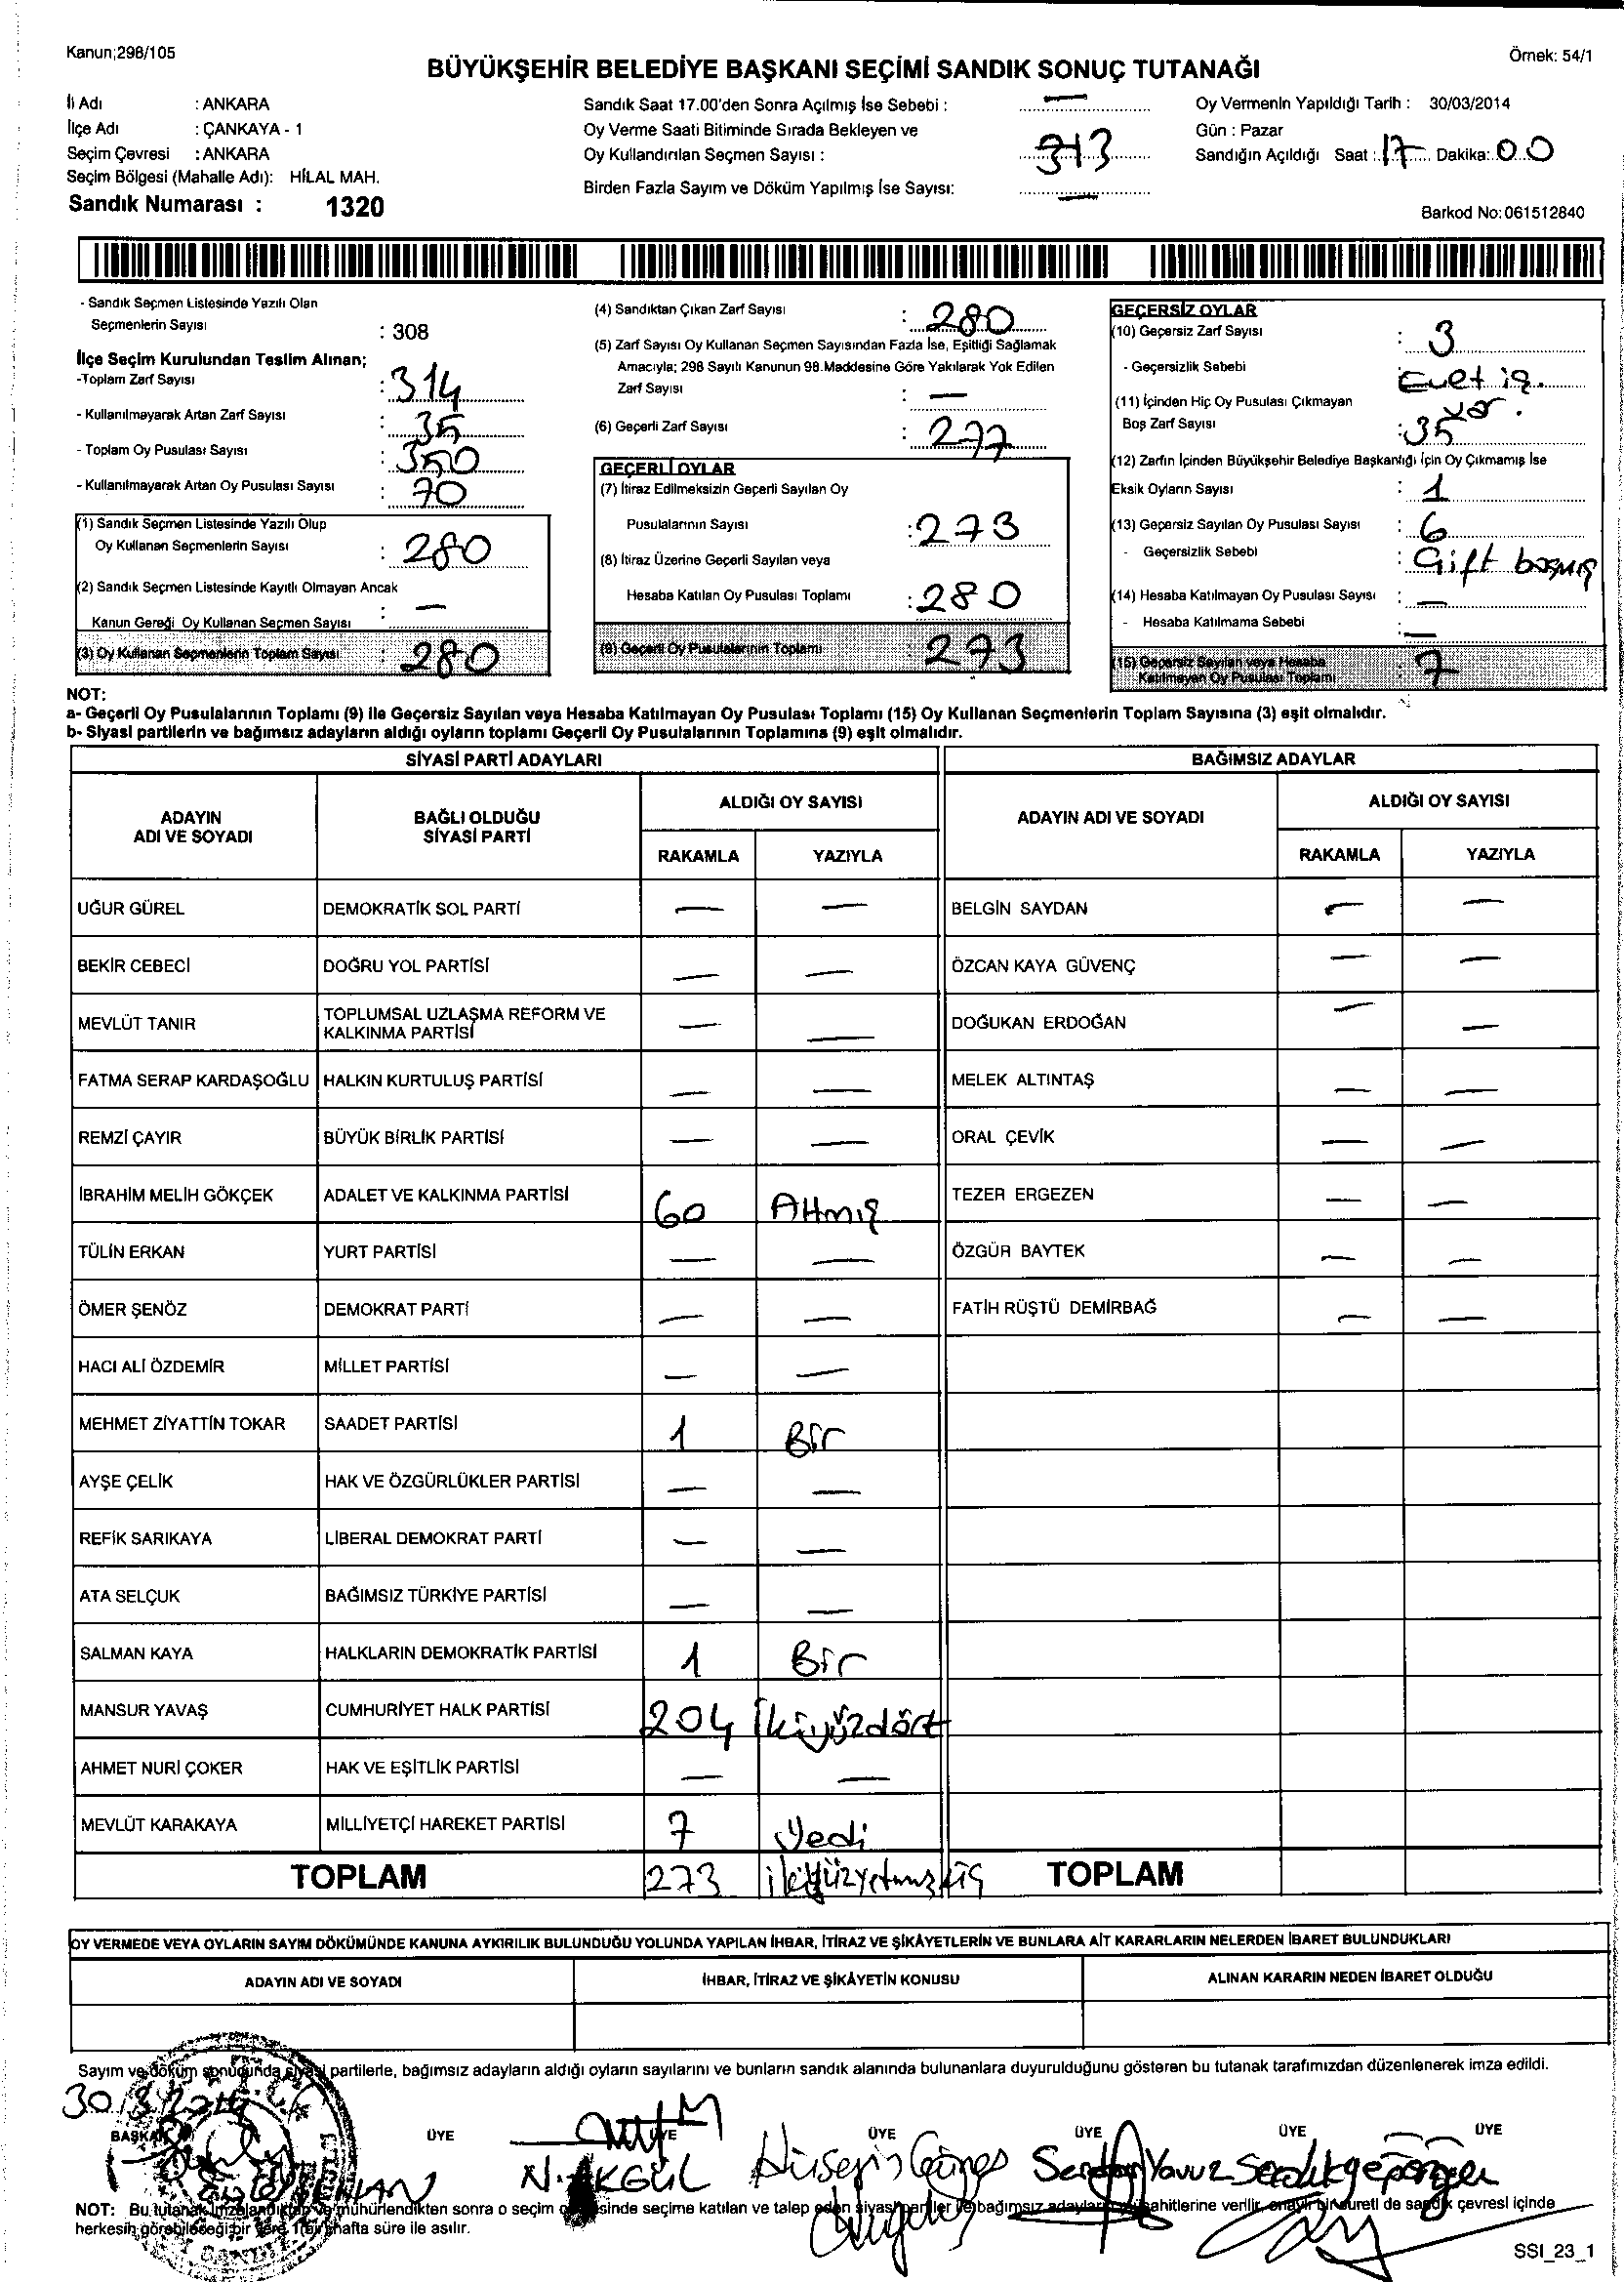 Kanun;298/105
Örnek: 54/1
BÜYÜKŞEHİR BELEDİYE BAŞKANI SEÇİMİ SANDIK SONUÇ TUTANAĞI
İli Adı : ANKARA
İlçe Adı : ÇANKAYA - 1
Seçim Çevresi : ANKARA
Seçim Bölgesi (Mahalle Adı): HİLAL MAH.
Sandık Numarası : 1320
Sandık Saat 17.00'den Sonra Açılmış İse Sebebi : —
Oy Verme Saati Bitiminde Sırada Bekleyen ve
Oy Kullandırılan Seçmen Sayısı : 313
Birden Fazla Sayım ve Döküm Yapılmış İse Sayısı: —
Oy Vermenin Yapıldığı Tarih : 30/03/2014
Gün : Pazar
Sandığın Açıldığı Saat : 17 Dakika: 00
Barkod No: 061512840
- Sandık Seçmen Listesinde Yazılı Olan
Seçmenlerin Sayısı : 308
İlçe Seçim Kurulundan Teslim Alınan;
-Toplam Zarf Sayısı : 314
- Kullanılmayarak Artan Zarf Sayısı : 35
- Toplam Oy Pusulası Sayısı : 350
- Kullanılmayarak Artan Oy Pusulası Sayısı : 70
(1) Sandık Seçmen Listesinde Yazılı Olup
Oy Kullanan Seçmenlerin Sayısı : 280
(2) Sandık Seçmen Listesinde Kayıtlı Olmayan Ancak
Kanun Gereği Oy Kullanan Seçmen Sayısı : —
(3) Oy Kullanan Seçmenlerin Toplam Sayısı : 280
(4) Sandıktan Çıkan Zarf Sayısı : 280
(5) Zarf Sayısı Oy Kullanan Seçmen Sayısından Fazla İse, Eşitliği Sağlamak
Amacıyla; 298 Sayılı Kanunun 98.Maddesine Göre Yakılarak Yok Edilen
Zarf Sayısı : —
(6) Geçerli Zarf Sayısı : 277
GEÇERLİ OYLAR
(7) İtiraz Edilmeksizin Geçerli Sayılan Oy
Pusulalarının Sayısı : 273
(8) İtiraz Üzerine Geçerli Sayılan veya
Hesaba Katılan Oy Pusulası Toplamı : 280
(9) Geçerli Oy Pusulalarının Toplamı 273
GEÇERSİZ OYLAR
(10) Geçersiz Zarf Sayısı : 3
- Geçersizlik Sebebi : Evet iş.
var.
(11) İçinden Hiç Oy Pusulası Çıkmayan
Boş Zarf Sayısı : 35
(12) Zarfın İçinden Büyükşehir Belediye Başkanlığı İçin Oy Çıkmamış İse
Eksik Oyların Sayısı : 1
(13) Geçersiz Sayılan Oy Pusulası Sayısı : 6
- Geçersizlik Sebebi : Çift basmış
(14) Hesaba Katılmayan Oy Pusulası Sayısı : —
- Hesaba Katılmama Sebebi : —
(15) Geçersiz Sayılan veya Hesaba
Katılmayan Oy Pusulası Toplamı : 7
NOT:
a- Geçerli Oy Pusulalarının Toplamı (9) ile Geçersiz Sayılan veya Hesaba Katılmayan Oy Pusulası Toplamı (15) Oy Kullanan Seçmenlerin Toplam Sayısına (3) eşit olmalıdır.
b- Siyasi partilerin ve bağımsız adayların aldığı oyların toplamı Geçerli Oy Pusulalarının Toplamına (9) eşit olmalıdır.
SİYASİ PARTİ ADAYLARI BAĞIMSIZ ADAYLAR
ADAYIN
ADI VE SOYADI
BAĞLI OLDUĞU
SİYASİ PARTİ
ALDIĞI OY SAYISI
RAKAMLA YAZIYLA
ADAYIN ADI VE SOYADI
ALDIĞI OY SAYISI
RAKAMLA YAZIYLA
UĞUR GÜREL DEMOKRATİK SOL PARTİ — — BELGİN SAYDAN — —
BEKİR CEBECİ DOĞRU YOL PARTİSİ — — ÖZCAN KAYA GÜVENÇ — —
MEVLÜT TANIR TOPLUMSAL UZLAŞMA REFORM VE
KALKINMA PARTİSİ — — DOĞUKAN ERDOĞAN — —
FATMA SERAP KARDAŞOĞLU HALKIN KURTULUŞ PARTİSİ — — MELEK ALTINTAŞ — —
REMZİ ÇAYIR BÜYÜK BİRLİK PARTİSİ — — ORAL ÇEVİK — —
İBRAHİM MELİH GÖKÇEK ADALET VE KALKINMA PARTİSİ 60 Altmış TEZER ERGEZEN — —
TÜLİN ERKAN YURT PARTİSİ — — ÖZGÜR BAYTEK — —
ÖMER ŞENÖZ DEMOKRAT PARTİ — — FATİH RÜŞTÜ DEMİRBAĞ — —
HACI ALİ ÖZDEMİR MİLLET PARTİSİ — —
MEHMET ZİYATTİN TOKAR SAADET PARTİSİ 1 Bir
AYŞE ÇELİK HAK VE ÖZGÜRLÜKLER PARTİSİ — —
REFİK SARIKAYA LİBERAL DEMOKRAT PARTİ — —
ATA SELÇUK BAĞIMSIZ TÜRKİYE PARTİSİ — —
SALMAN KAYA HALKLARIN DEMOKRATİK PARTİSİ 1 Bir
MANSUR YAVAŞ CUMHURİYET HALK PARTİSİ 204 İkiyüzdört
AHMET NURİ ÇOKER HAK VE EŞİTLİK PARTİSİ — —
MEVLÜT KARAKAYA MİLLİYETÇİ HAREKET PARTİSİ 7 Yedi
TOPLAM 273 ikiyüzyetmişüç TOPLAM
OY VERMEDE VEYA OYLARIN SAYIM DÖKÜMÜNDE KANUNA AYKIRILIK BULUNDUĞU YOLUNDA YAPILAN İHBAR, İTİRAZ VE ŞİKÂYETLERİN VE BUNLARA AİT KARARLARIN NELERDEN İBARET BULUNDUKLARI
ADAYIN ADI VE SOYADI İHBAR, İTİRAZ VE ŞİKÂYETİN KONUSU ALINAN KARARIN NEDEN İBARET OLDUĞU
Sayım ve döküm sonucunda siyasi partilerle, bağımsız adayların aldığı oyların sayılarını ve bunların sandık alanında bulunanlara duyurulduğunu gösteren bu tutanak tarafımızdan düzenlenerek imza edildi.
30/3/2014
BAŞKAN ÜYE ÜYE ÜYE ÜYE ÜYE ÜYE
N. AKGÜL Hüseyin Güneş Serdar Yavuz
NOT: Bu tutanak imzalandıktan ve mühürlendikten sonra o seçim çevresinde seçime katılan ve talep eden siyasi partiler ile bağımsız adayların müşahitlerine verilir, onaylı bir sureti de sandık çevresi içinde
herkesin görebileceği bir yere 1 bir hafta süre ile asılır.
SSI_23_1